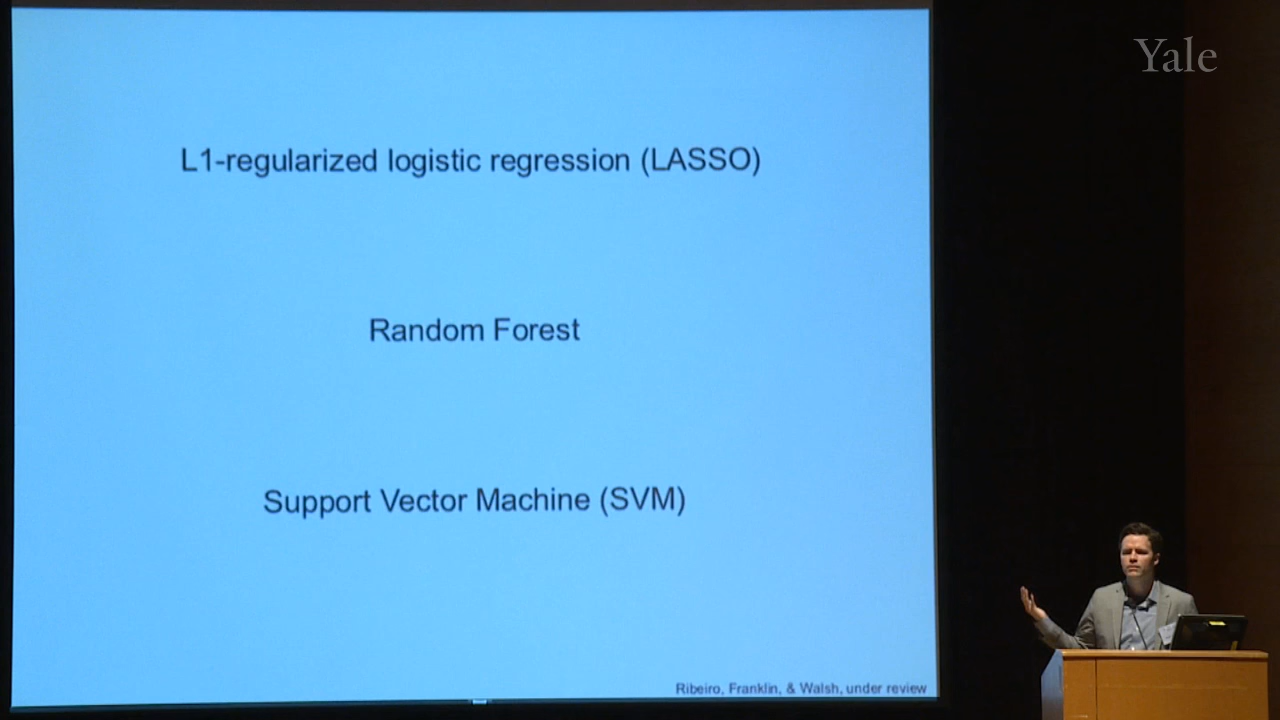 Yale
L1-regularized logistic regression (LASSO)
Random Forest
Support Vector Machine (SVM)
Ribeiro, Franklin, & Walsh, under review